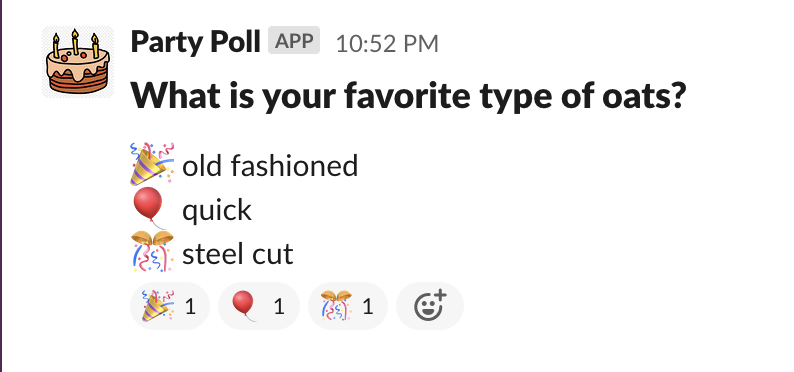 Party Poll APP 10:52 PM
What is your favorite type of oats?
🎉 old fashioned
🎈 quick
🎊 steel cut
🎉 1 🎈 1 🎊 1